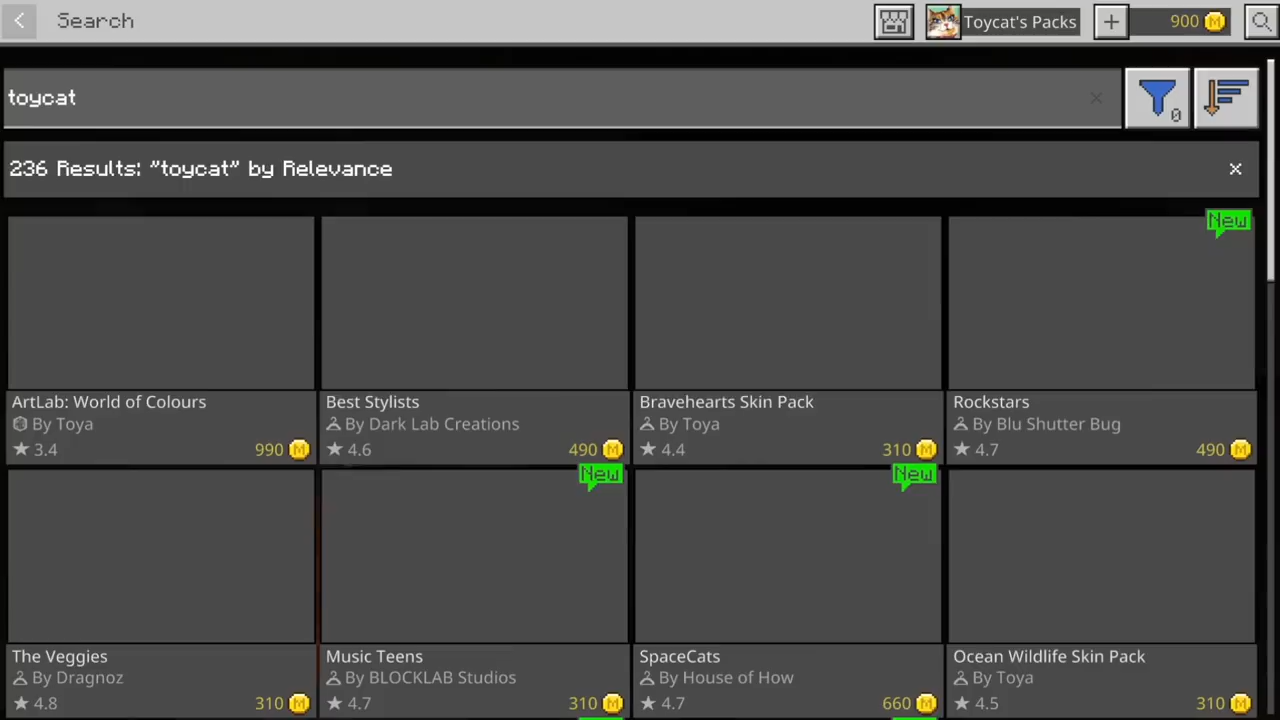 Search
Toycat's Packs
900
toycat
0
236 Results: "toycat" by Relevance
New
ArtLab: World of Colours
By Toya
3.4
990
Best Stylists
By Dark Lab Creations
4.6
490
Bravehearts Skin Pack
By Toya
4.4
310
Rockstars
By Blu Shutter Bug
4.7
490
New
New
The Veggies
By Dragnoz
4.8
310
Music Teens
By BLOCKLAB Studios
4.7
310
SpaceCats
By House of How
4.7
660
Ocean Wildlife Skin Pack
By Toya
4.5
310